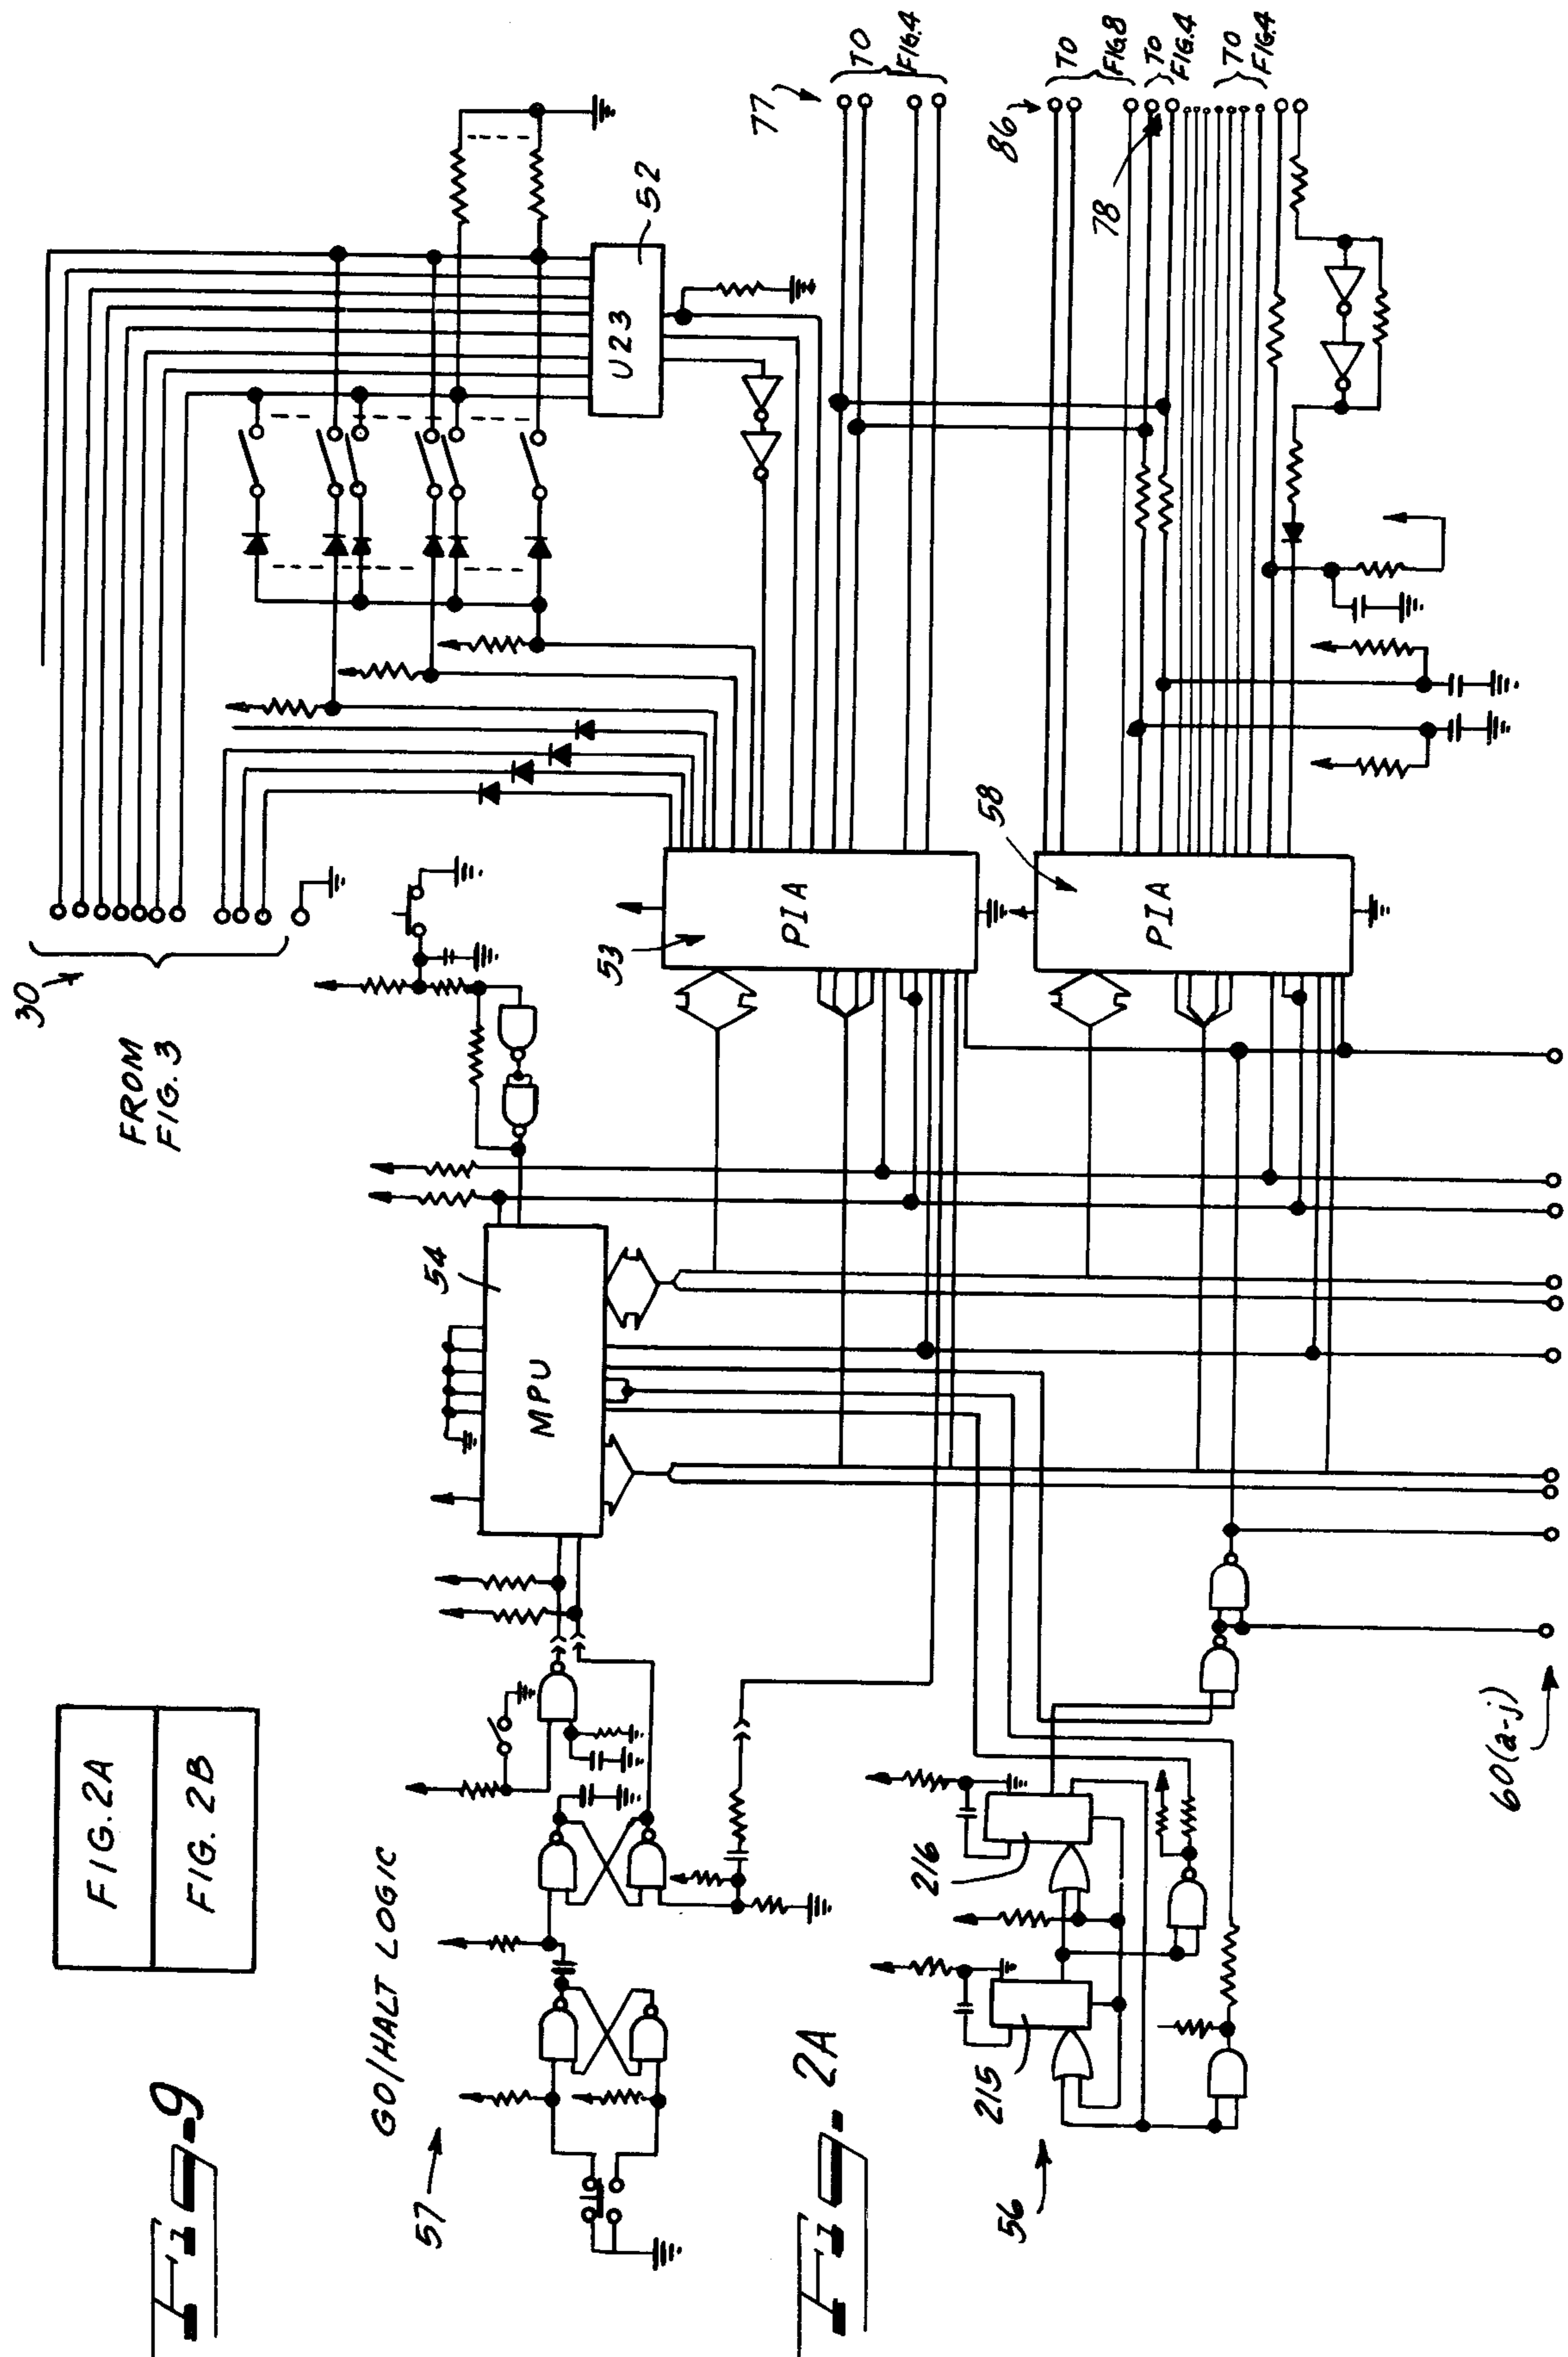 Fig-9
FIG. 2A
FIG. 2B
30
FROM
FIG. 3
52
U23
77
TO
FIG. 4
86
TO
FIG 8
78
TO
FIG. 4
TO
FIG. 4
53
PIA
58
PIA
54
MPU
57
GO/HALT LOGIC
216
215
56
60(a-j)
Fig-2A